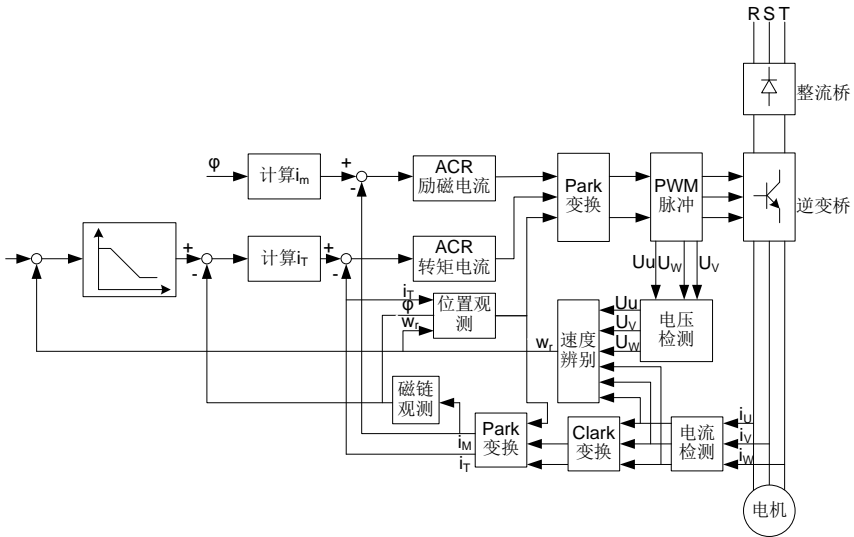 R S T
整流桥
φ
计算im
+
-
ACR
励磁电流
Park
变换
PWM
脉冲
逆变桥
+
-
计算iT
+
-
ACR
转矩电流
Uu
UW
UV
iT
φ
wr
位置观
测
速度
辨别
Uu
UV
UW
电压
检测
wr
磁链
观测
iM
iT
Park
变换
Clark
变换
电流
检测
iU
iV
iW
电机